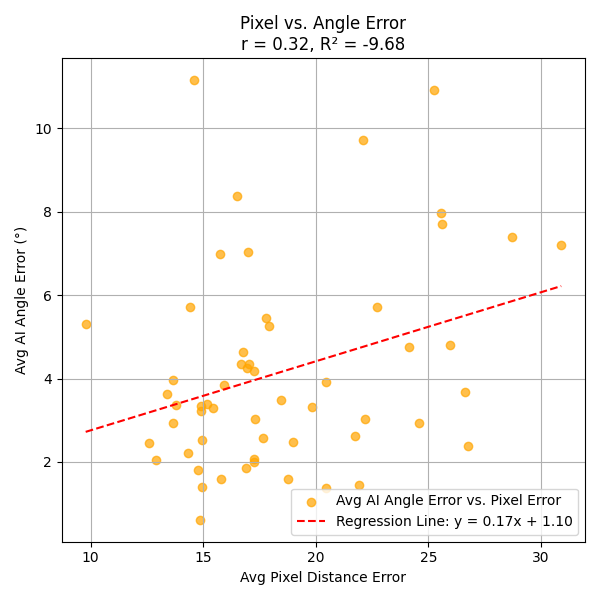 Pixel vs. Angle Error
r = 0.32, R² = -9.68
10
8
6
4
2
Avg AI Angle Error (°)
Avg AI Angle Error vs. Pixel Error
Regression Line: y = 0.17x + 1.10
10 15 20 25 30
Avg Pixel Distance Error